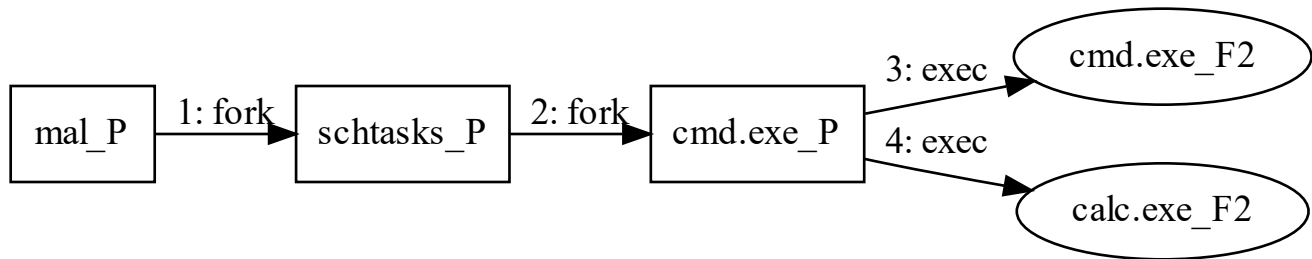 cmd.exe_F2
3: exec
mal_P
1: fork
schtasks_P
2: fork
cmd.exe_P
4: exec
calc.exe_F2